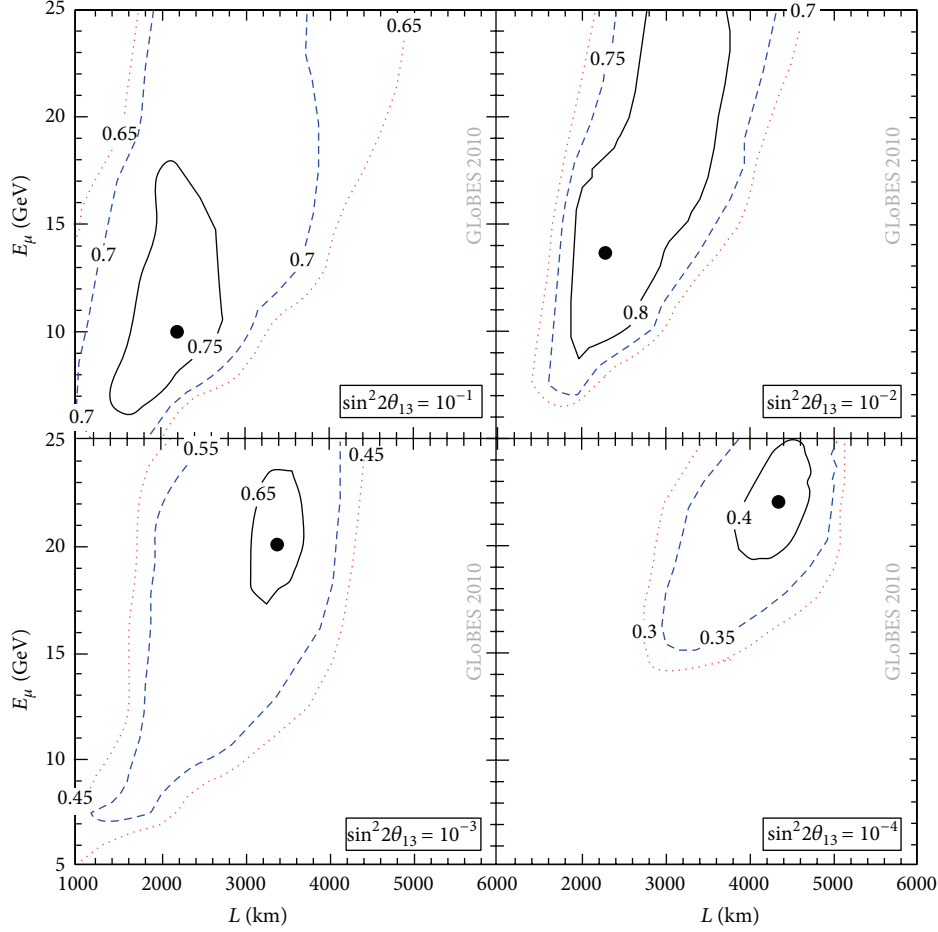 25
20
15
10
E_μ (GeV)
0.65
0.65
0.7
0.7
0.75
0.7
GLoBES 2010
sin²2θ₁₃ = 10⁻¹
0.7
0.75
0.8
GLoBES 2010
sin²2θ₁₃ = 10⁻²
25
20
15
10
5
E_μ (GeV)
0.55
0.45
0.65
0.45
GLoBES 2010
sin²2θ₁₃ = 10⁻³
0.4
0.3
0.35
GLoBES 2010
sin²2θ₁₃ = 10⁻⁴
1000 2000 3000 4000 5000 6000 2000 3000 4000 5000 6000
L (km) L (km)